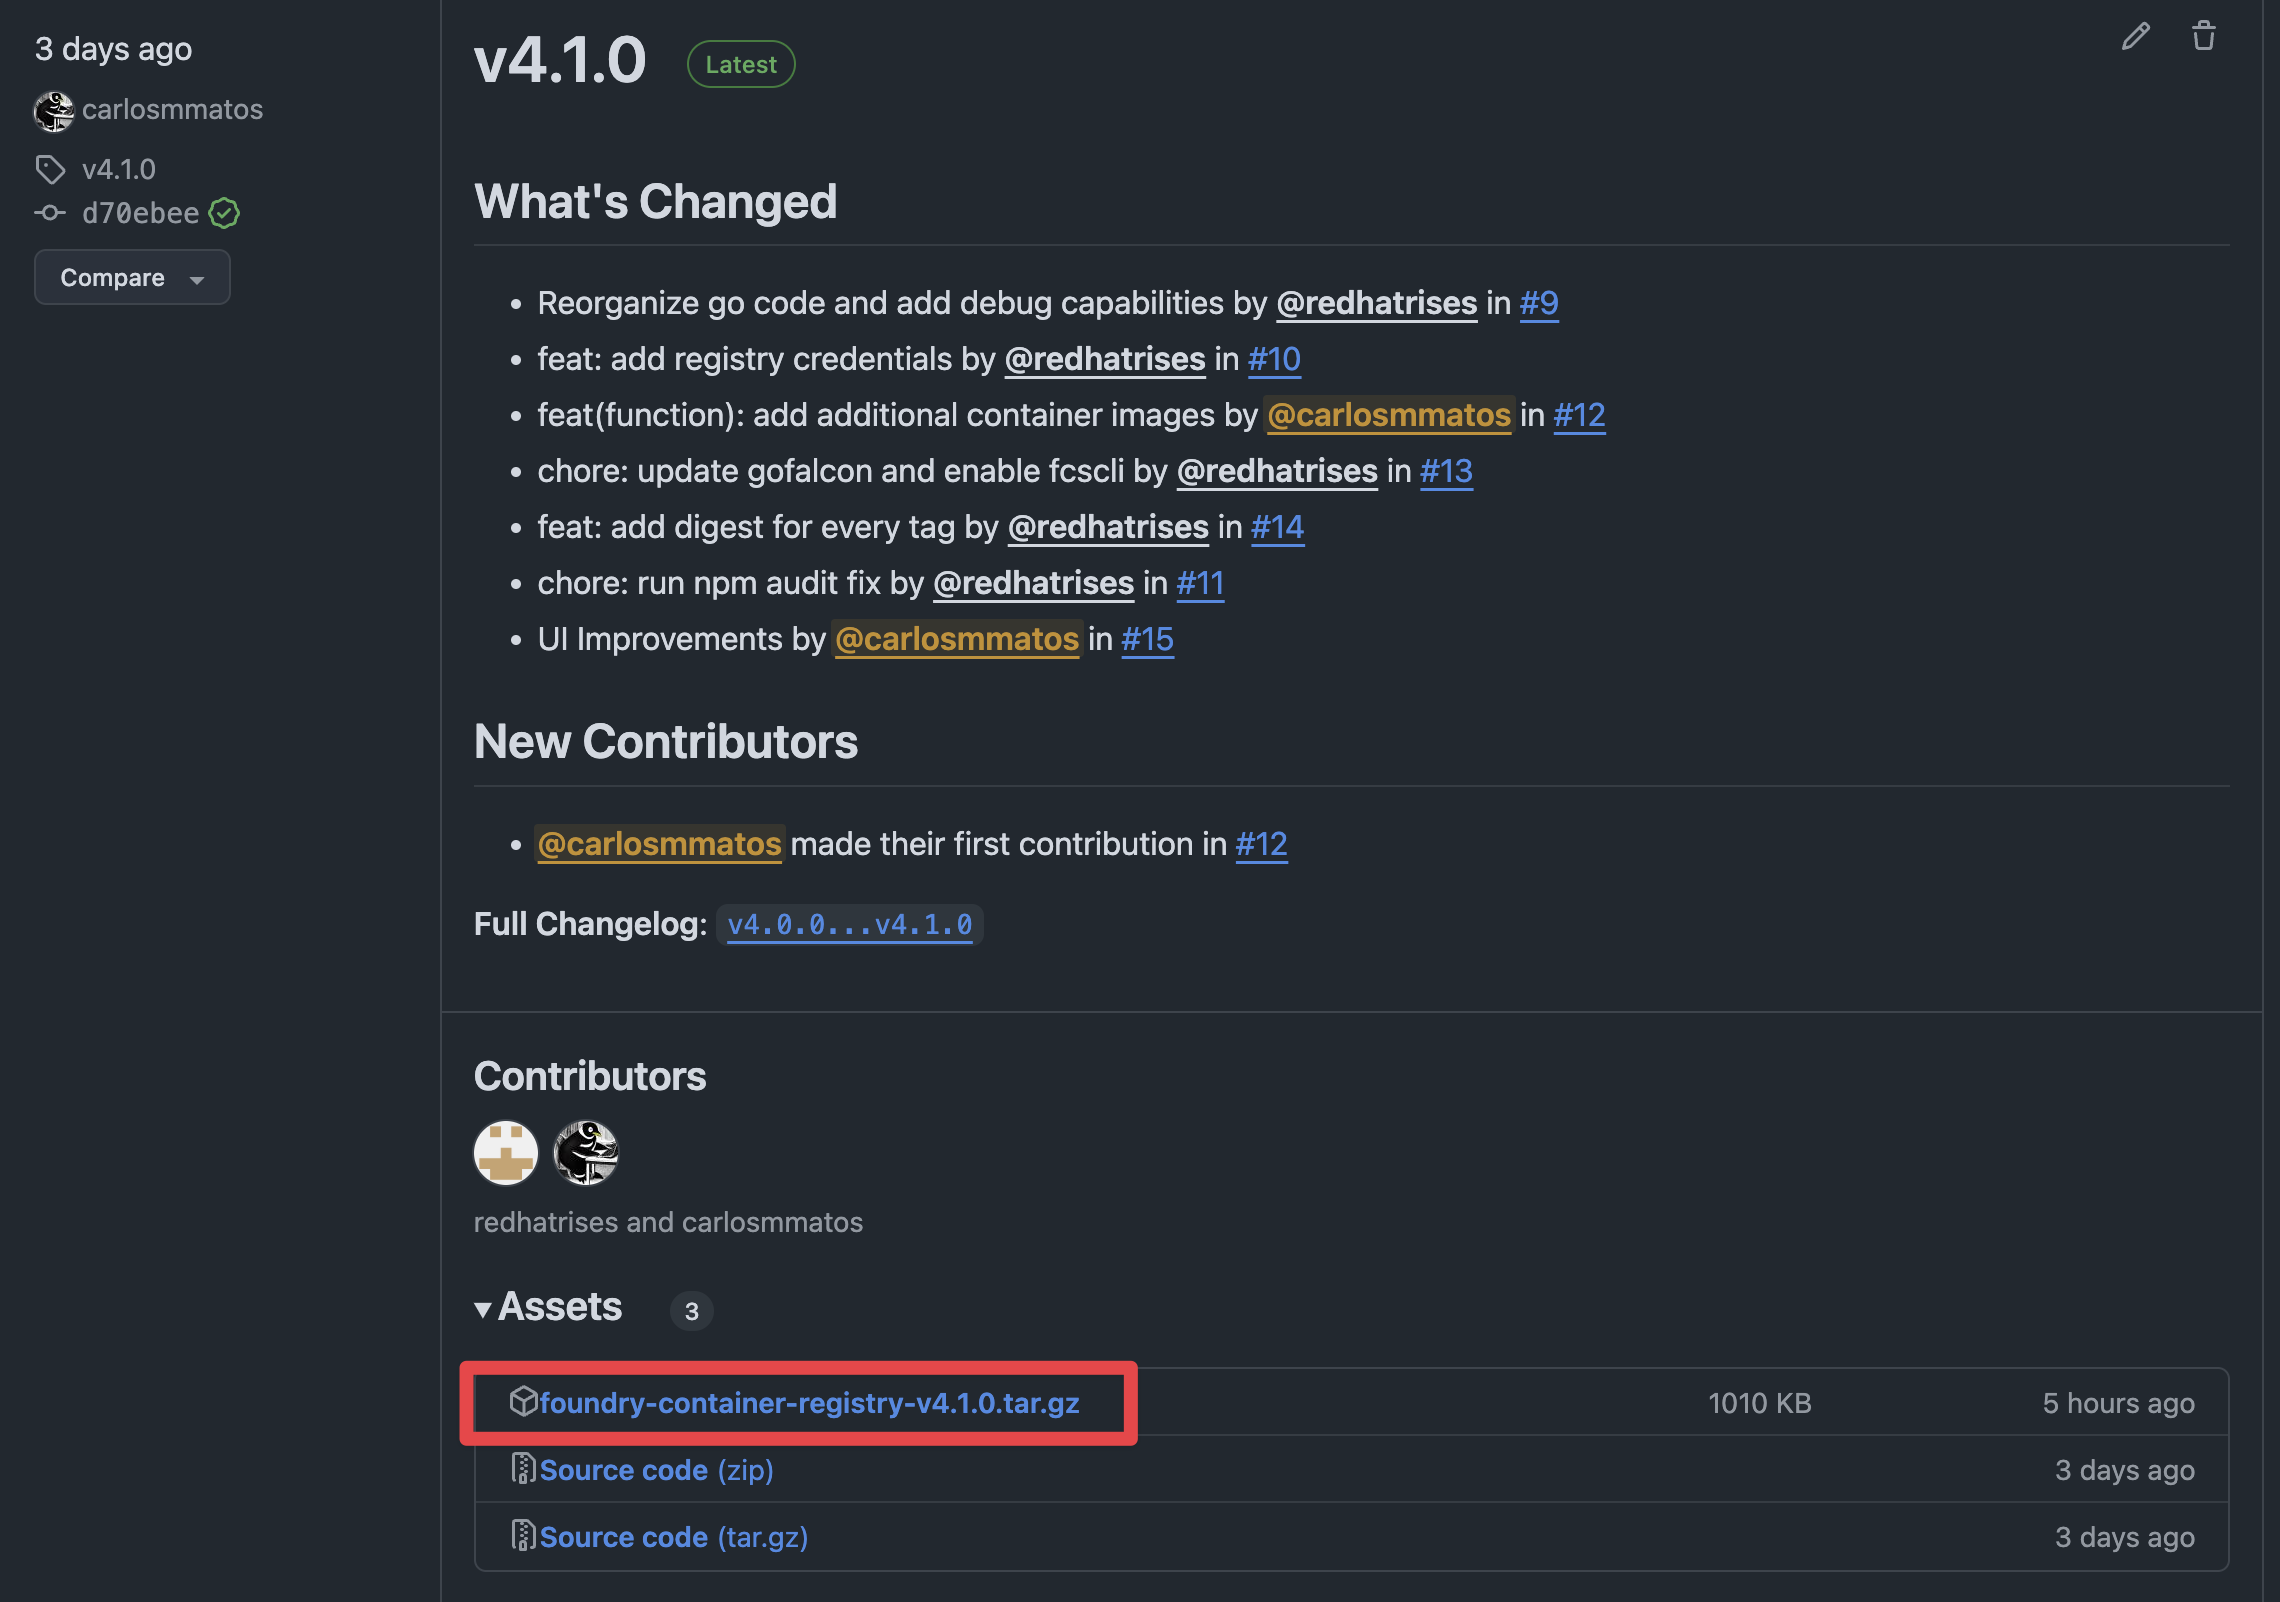 3 days ago
carlosmmatos
v4.1.0
d70ebee
Compare
v4.1.0 Latest
What's Changed
• Reorganize go code and add debug capabilities by @redhatrises in #9
• feat: add registry credentials by @redhatrises in #10
• feat(function): add additional container images by @carlosmmatos in #12
• chore: update gofalcon and enable fcscli by @redhatrises in #13
• feat: add digest for every tag by @redhatrises in #14
• chore: run npm audit fix by @redhatrises in #11
• UI Improvements by @carlosmmatos in #15
New Contributors
• @carlosmmatos made their first contribution in #12
Full Changelog: v4.0.0...v4.1.0
Contributors
redhatrises and carlosmmatos
Assets 3
foundry-container-registry-v4.1.0.tar.gz 1010 KB 5 hours ago
Source code (zip) 3 days ago
Source code (tar.gz) 3 days ago